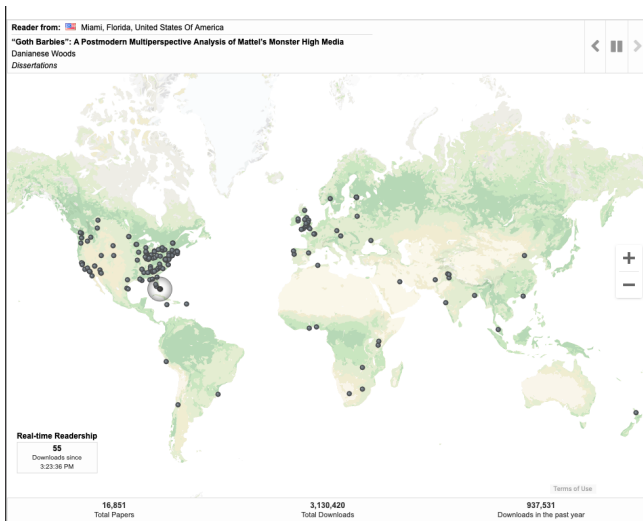 Reader from: Miami, Florida, United States Of America
“Goth Barbies”: A Postmodern Multiperspective Analysis of Mattel’s Monster High Media
Danianese Woods
Dissertations
Real-time Readership
55
Downloads since
3:23:36 PM
Terms of Use
16,851
Total Papers
3,130,420
Total Downloads
937,531
Downloads in the past year